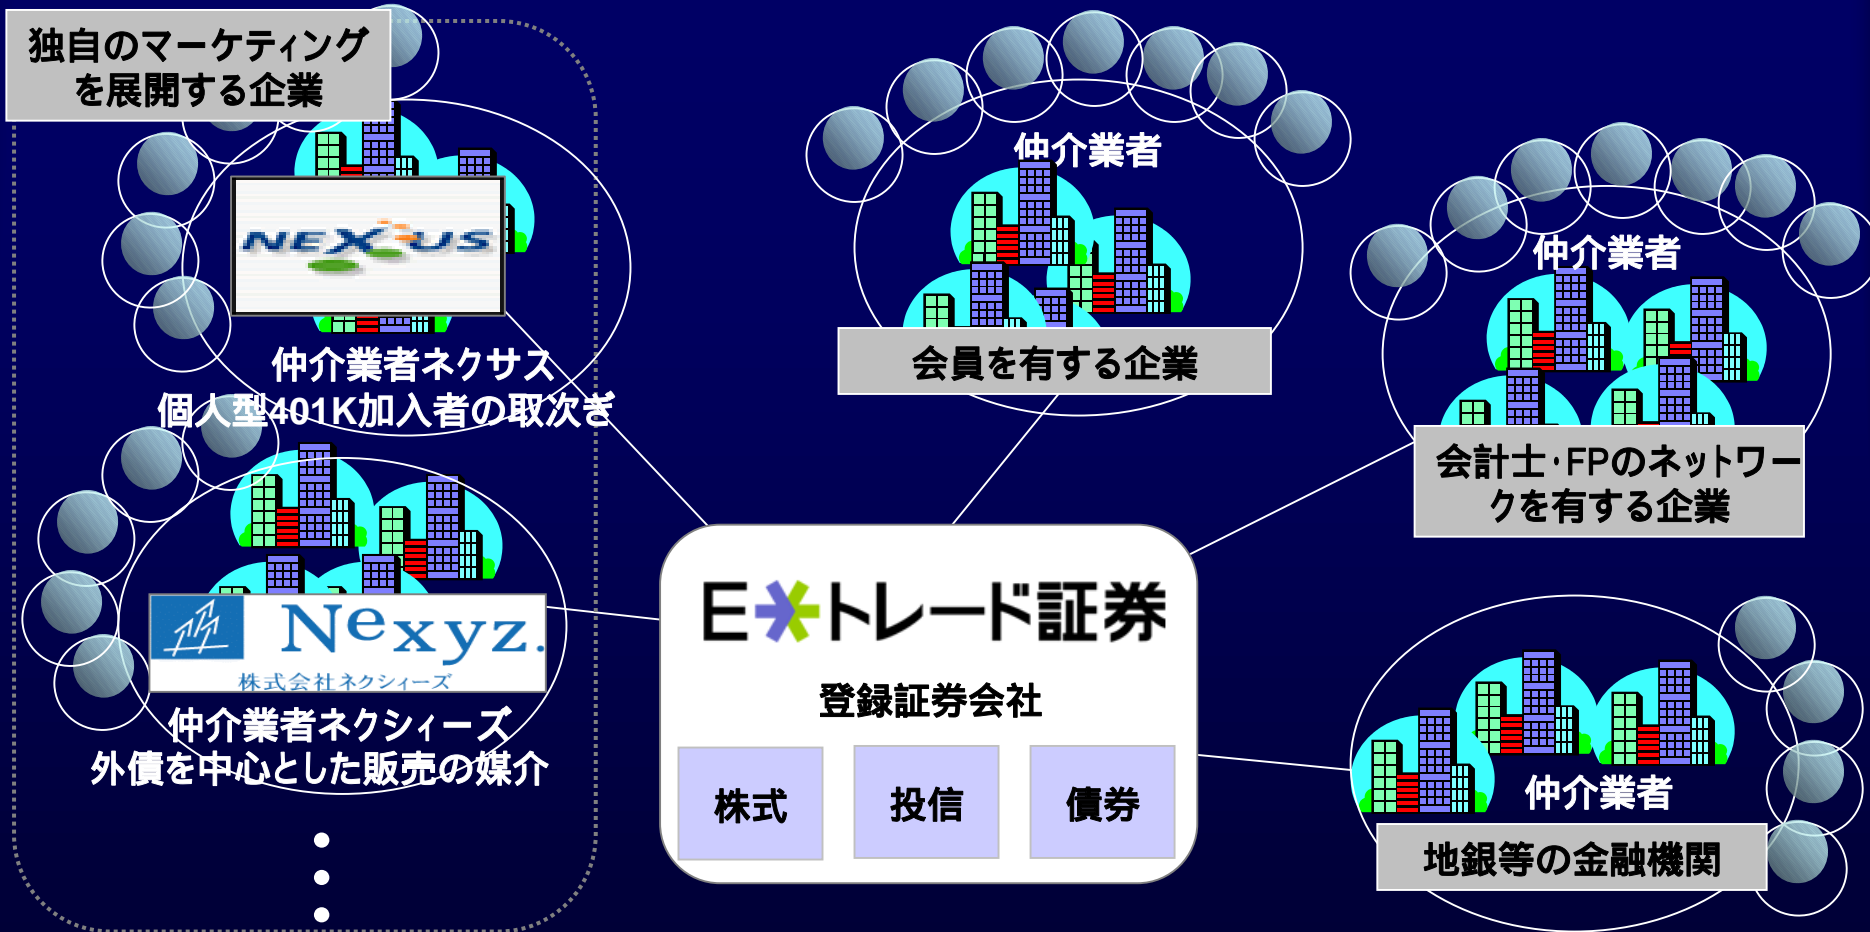 独自のマーケティング
を展開する企業
NEXUS
仲介業者ネクサス
個人型401K加入者の取次ぎ
Nexyz.
株式会社ネクシィーズ
仲介業者ネクシィーズ
外債を中心とした販売の媒介
仲介業者
会員を有する企業
仲介業者
会計士・FPのネットワー
クを有する企業
E*トレード証券
登録証券会社
株式
投信
債券
仲介業者
地銀等の金融機関